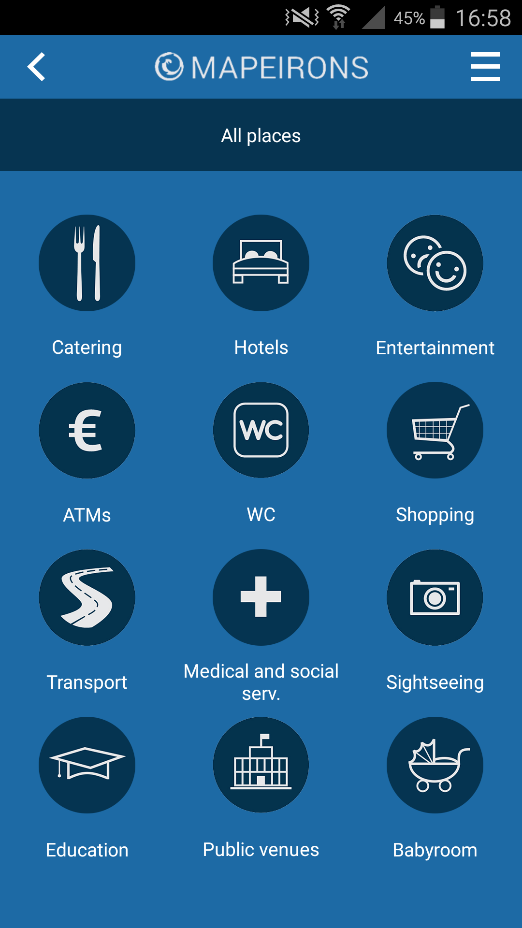 45% 16:58
MAPEIRONS
All places
Catering
Hotels
Entertainment
€
WC
ATMs
WC
Shopping
Transport
Medical and social
serv.
Sightseeing
Education
Public venues
Babyroom